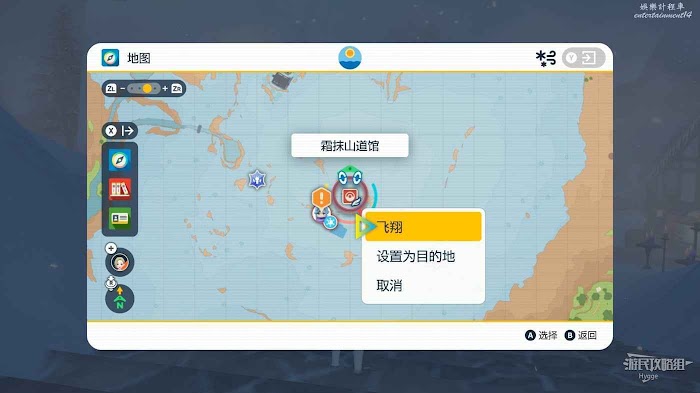 娱樂計程車
entertainment14
地图
Y
ZL − + ZR
X
霜抹山道馆
飞翔
设置为目的地
取消
N
A 选择 B 返回
游民攻略组
Hygge